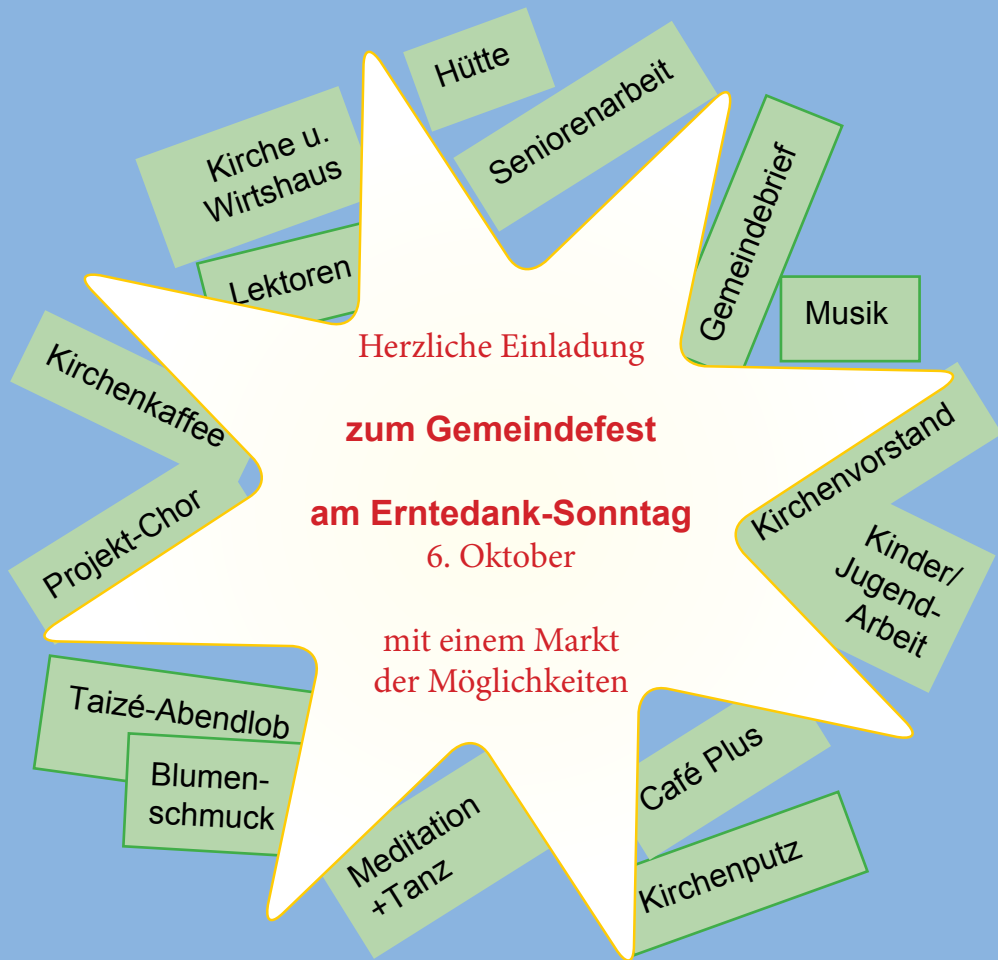 Hütte
Seniorenarbeit
Kirche u.
Wirtshaus
Lektoren
Gemeindebrief
Musik
Herzliche Einladung
zum Gemeindefest
am Erntedank-Sonntag
6. Oktober
mit einem Markt
der Möglichkeiten
Kirchenkaffee
Projekt-Chor
Kirchenvorstand
Kinder/
Jugend-
Arbeit
Taizé-Abendlob
Blumen-
schmuck
Meditation
+Tanz
Café Plus
Kirchenputz